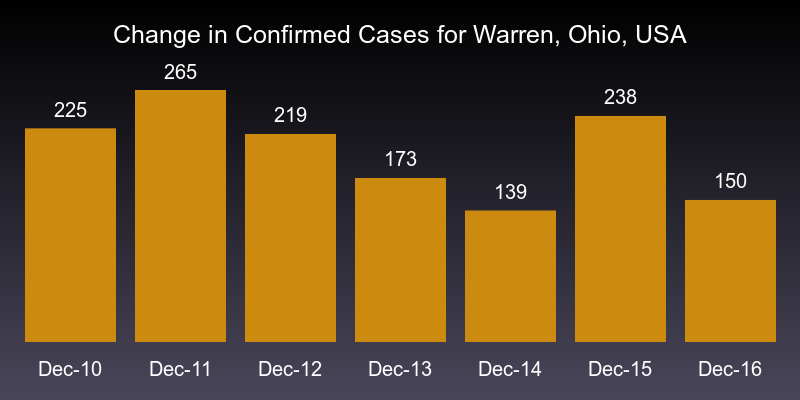 Change in Confirmed Cases for Warren, Ohio, USA
225
265
219
173
139
238
150
Dec-10
Dec-11
Dec-12
Dec-13
Dec-14
Dec-15
Dec-16